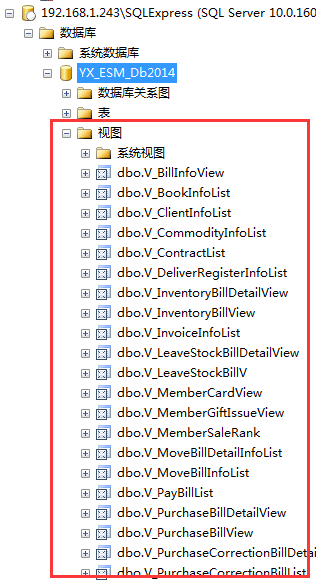 192.168.1.243\SQLExpress (SQL Server 10.0.160
数据库
系统数据库
YX_ESM_Db2014
数据库关系图
表
视图
系统视图
dbo.V_BillInfoView
dbo.V_BookInfoList
dbo.V_ClientInfoList
dbo.V_CommodityInfoList
dbo.V_ContractList
dbo.V_DeliverRegisterInfoList
dbo.V_InventoryBillDetailView
dbo.V_InventoryBillView
dbo.V_InvoiceInfoList
dbo.V_LeaveStockBillDetailView
dbo.V_LeaveStockBillV
dbo.V_MemberCardView
dbo.V_MemberGiftIssueView
dbo.V_MemberSaleRank
dbo.V_MoveBillDetailInfoList
dbo.V_MoveBillInfoList
dbo.V_PayBillList
dbo.V_PurchaseBillDetailView
dbo.V_PurchaseBillView
dbo.V_PurchaseCorrectionBillDetai
dbo.V_PurchaseCorrectionBillList